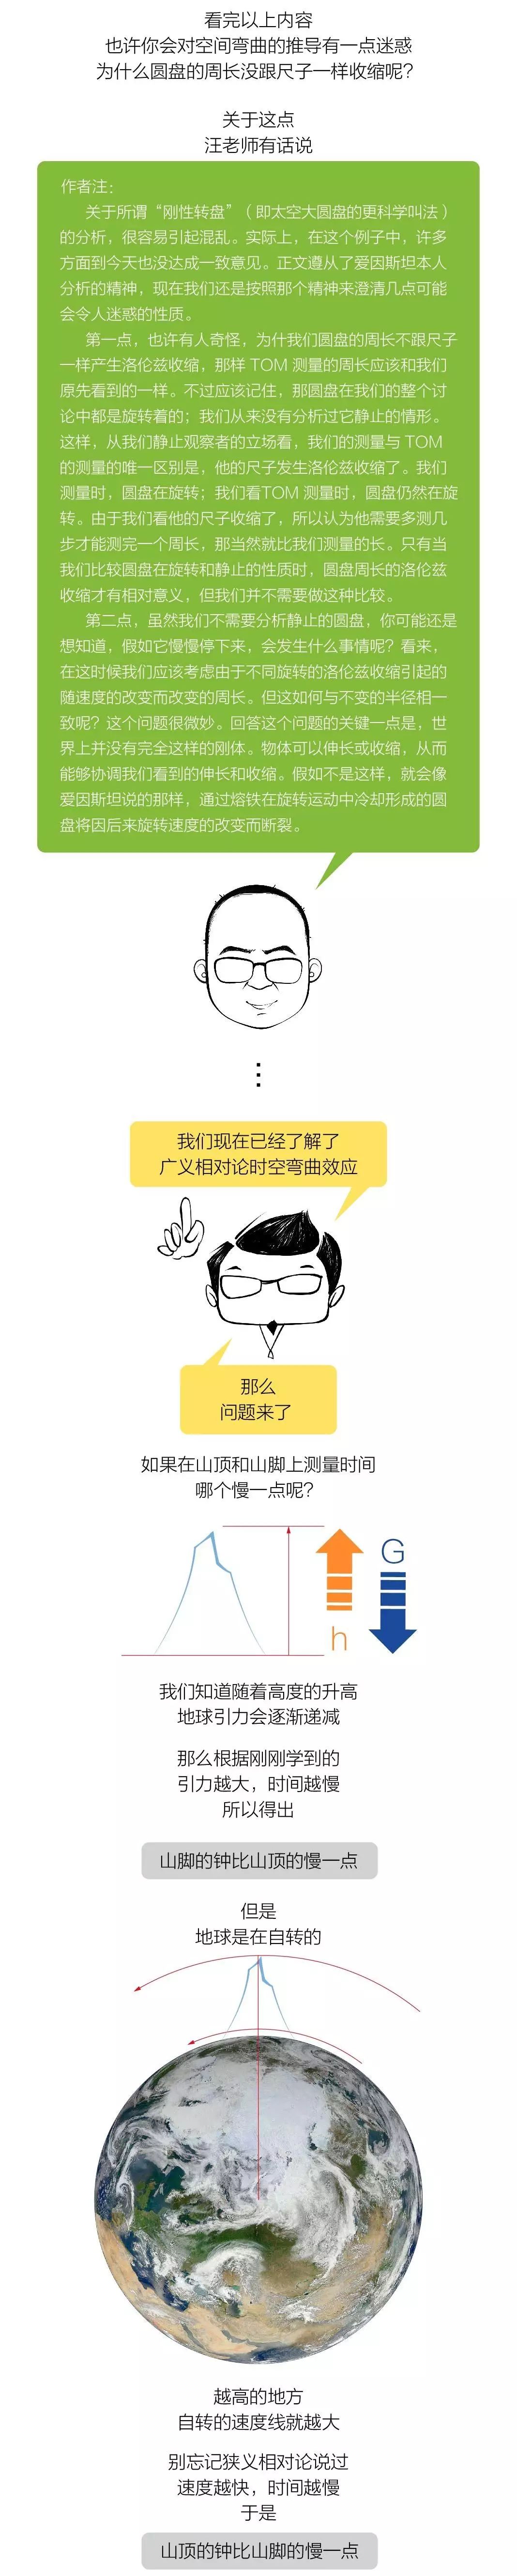 看完以上内容
也许你会对空间弯曲的推导有一点迷惑
为什么圆盘的周长没跟尺子一样收缩呢？
关于这点
汪老师有话说
作者注：
关于所谓“刚性转盘”（即太空大圆盘的更科学叫法）
的分析，很容易引起混乱。实际上，在这个例子中，许多
方面到今天也没达成一致意见。正文遵从了爱因斯坦本人
分析的精神，现在我们还是按照那个精神来澄清几点可能
会令人迷惑的性质。
第一点，也许有人奇怪，为什我们圆盘的周长不跟尺子
一样产生洛伦兹收缩，那样 TOM 测量的周长应该和我们
原先看到的一样。不过应该记住，那圆盘在我们的整个讨
论中都是旋转着的；我们从来没有分析过它静止的情形。
这样，从我们静止观察者的立场看，我们的测量与 TOM
的测量的唯一区别是，他的尺子发生洛伦兹收缩了。我们
测量时，圆盘在旋转；我们看TOM 测量时，圆盘仍然在旋
转。由于我们看他的尺子收缩了，所以认为他需要多测几
步才能测完一个周长，那当然就比我们测量的长。只有当
我们比较圆盘在旋转和静止的性质时，圆盘周长的洛伦兹
收缩才有相对意义，但我们并不需要做这种比较。
第二点，虽然我们不需要分析静止的圆盘，你可能还是
想知道，假如它慢慢停下来，会发生什么事情呢？看来，
在这时候我们应该考虑由于不同旋转的洛伦兹收缩引起的
随速度的改变而改变的周长。但这如何与不变的半径相一
致呢？这个问题很微妙。回答这个问题的关键一点是，世
界上并没有完全这样的刚体。物体可以伸长或收缩，从而
能够协调我们看到的伸长和收缩。假如不是这样，就会像
爱因斯坦说的那样，通过熔铁在旋转运动中冷却形成的圆
盘将因后来旋转速度的改变而断裂。
我们现在已经了解了
广义相对论时空弯曲效应
那么
问题来了
如果在山顶和山脚上测量时间
哪个慢一点呢？
G
h
我们知道随着高度的升高
地球引力会逐渐递减
那么根据刚刚学到的
引力越大，时间越慢
所以得出
山脚的钟比山顶的慢一点
但是
地球是在自转的
越高的地方
自转的速度线就越大
别忘记狭义相对论说过
速度越快，时间越慢
于是
山顶的钟比山脚的慢一点